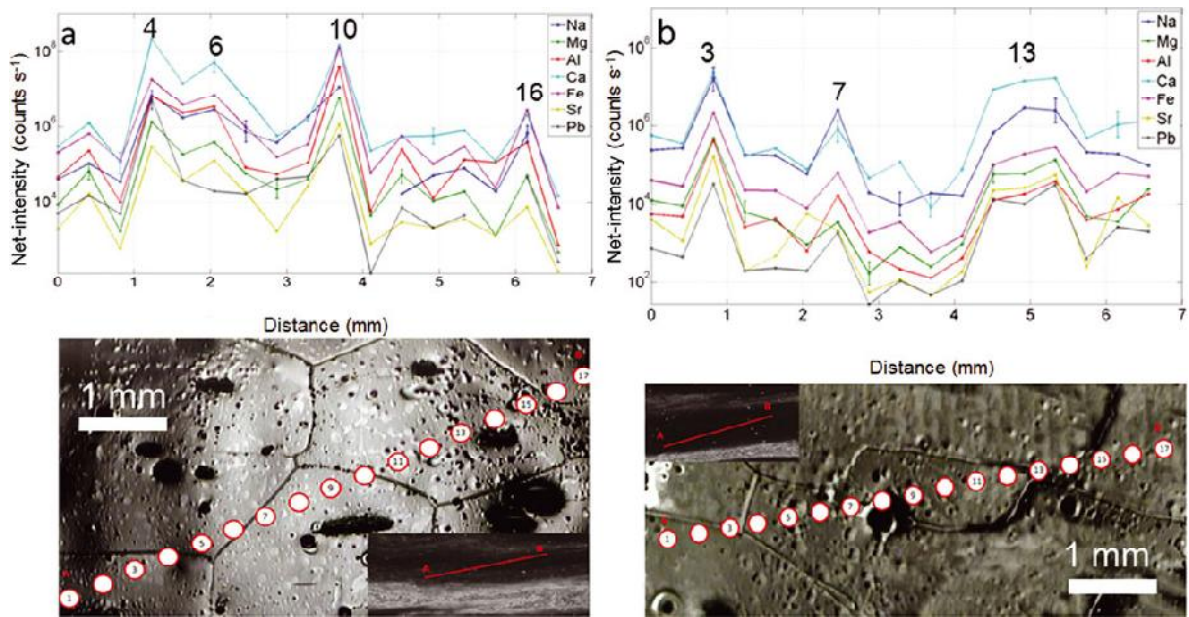 a
4
6
10
16
Net-intensity (counts s⁻¹)
10⁸
10⁶
10⁴
0 1 2 3 4 5 6 7
Na
Mg
Al
Ca
Fe
Sr
Pb
Distance (mm)
1 mm
A
1
3
5
7
9
11
13
15
17
B
A
B
b
3
7
13
Net-intensity (counts s⁻¹)
10⁸
10⁶
10⁴
10²
0 1 2 3 4 5 6 7
Na
Mg
Al
Ca
Fe
Sr
Pb
Distance (mm)
A
B
1
3
5
7
9
11
13
15
17
1 mm